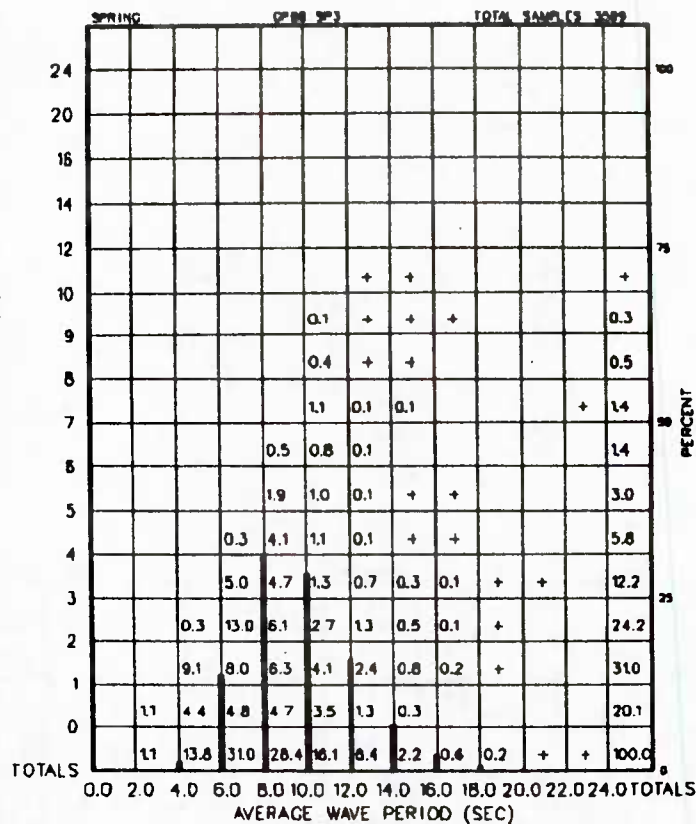 SPRING TOTAL SAMPLES 3589
24 100
20
16
14
12 75
+ + +
10
0.1 + + + 0.3
9
0.4 + + 0.5
8
1.1 0.1 0.1 + 1.4
7 50
0.5 0.8 0.1 1.4
6
1.9 1.0 0.1 + + 3.0
5
0.3 4.1 1.1 0.1 + + 5.8
4
5.0 4.7 1.3 0.7 0.3 0.1 + + 12.2
3 25
0.3 13.0 6.1 2.7 1.3 0.5 0.1 + 24.2
2
9.1 8.0 6.3 4.1 2.4 0.8 0.2 + 31.0
1
1.1 4.4 4.8 4.7 3.5 1.3 0.3 20.1
0
1.1 13.8 31.0 28.4 16.1 6.4 2.2 0.4 0.2 + + 100.0
TOTALS 0
0.0 2.0 4.0 6.0 8.0 10.0 12.0 14.0 16.0 18.0 20.0 22.0 24.0 TOTALS
AVERAGE WAVE PERIOD (SEC)
PERCENT